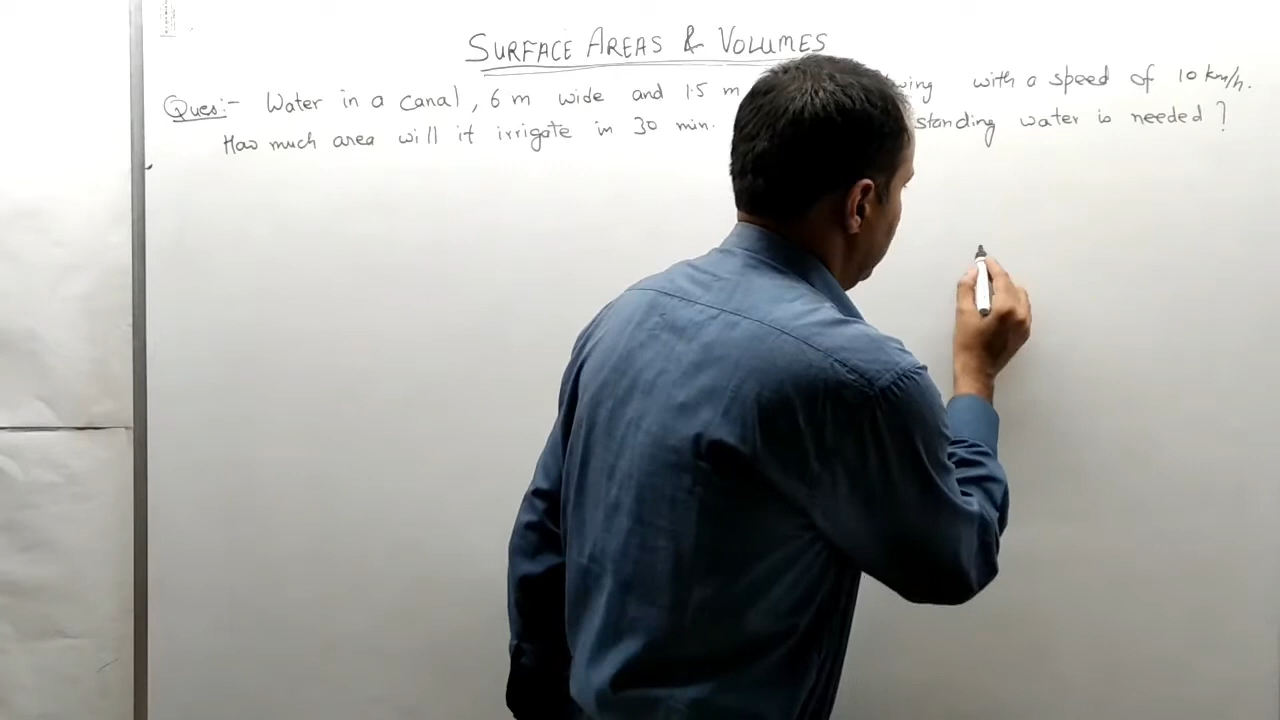 SURFACE AREAS & VOLUMES
Ques:- Water in a canal, 6 m wide and 1.5 m with a speed of 10 km/h.
How much area will it irrigate in 30 min. standing water is needed ?